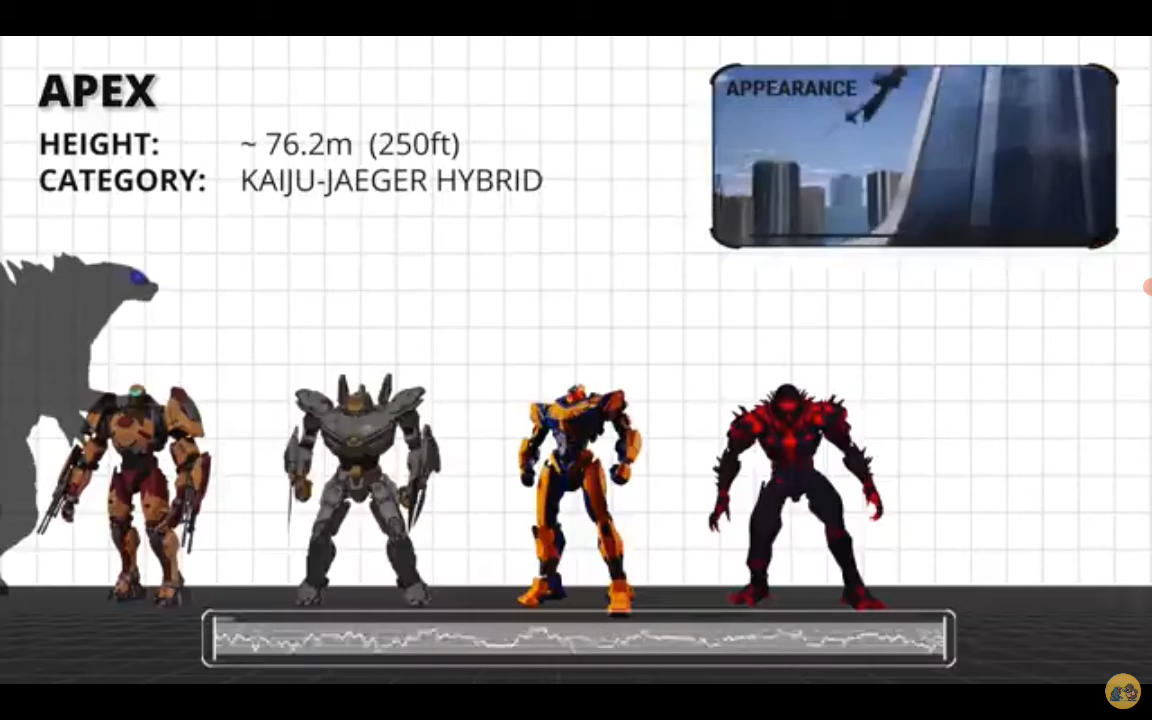 APEX
HEIGHT: ~ 76.2m (250ft)
CATEGORY: KAIJU-JAEGER HYBRID
APPEARANCE